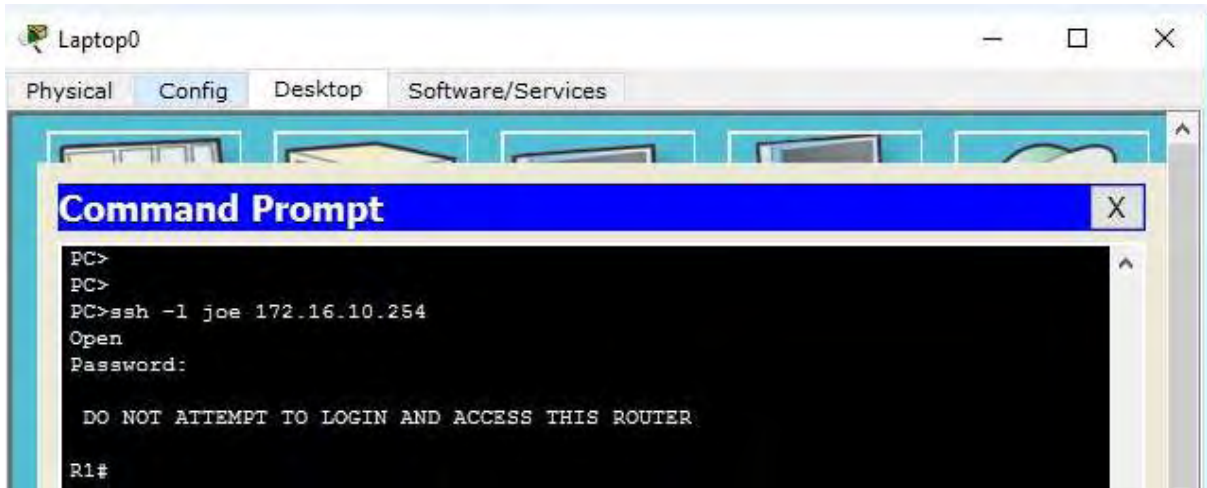 Laptop0
Physical Config Desktop Software/Services
Command Prompt
X
PC>
PC>
PC>ssh -l joe 172.16.10.254
Open
Password:
DO NOT ATTEMPT TO LOGIN AND ACCESS THIS ROUTER
R1#